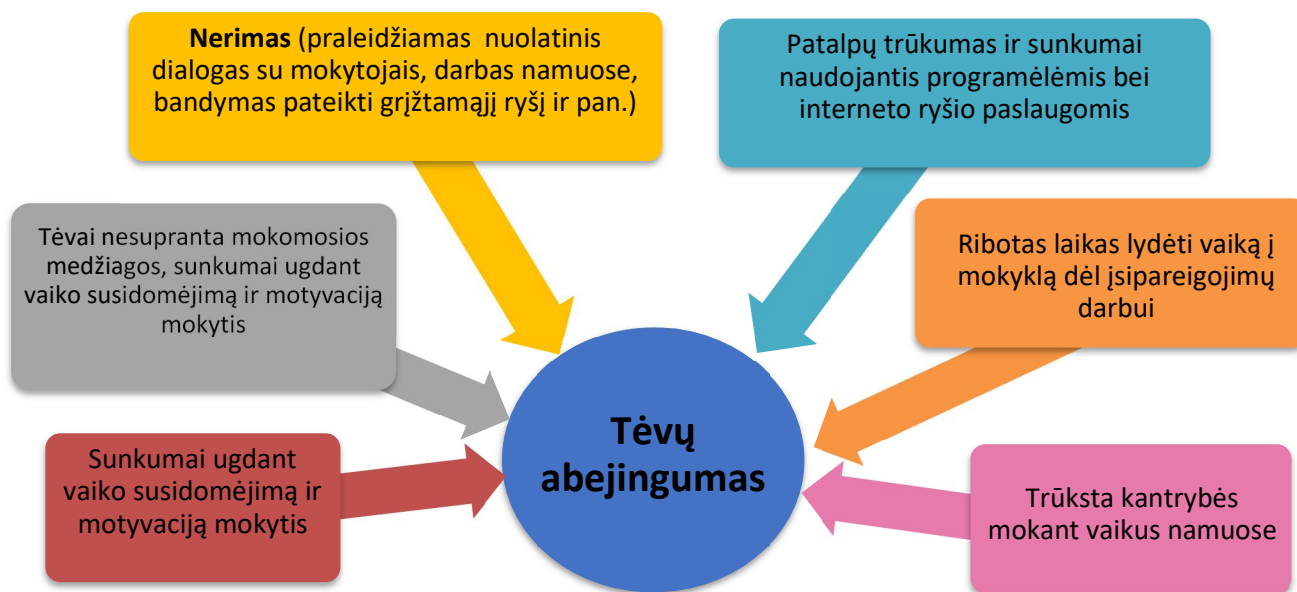 Nerimas (praleidžiamas nuolatinis
dialogas su mokytojais, darbas namuose,
bandymas pateikti grįžtamąjį ryšį ir pan.)
Patalpų trūkumas ir sunkumai
naudojantis programėlėmis bei
interneto ryšio paslaugomis
Tėvai nesupranta mokomosios
medžiagos, sunkumai ugdant
vaiko susidomėjimą ir motyvaciją
mokytis
Ribotas laikas lydėti vaiką į
mokyklą dėl įsipareigojimų
darbui
Tėvų
abejingumas
Sunkumai ugdant
vaiko susidomėjimą ir
motyvaciją mokytis
Trūksta kantrybės
mokant vaikus namuose